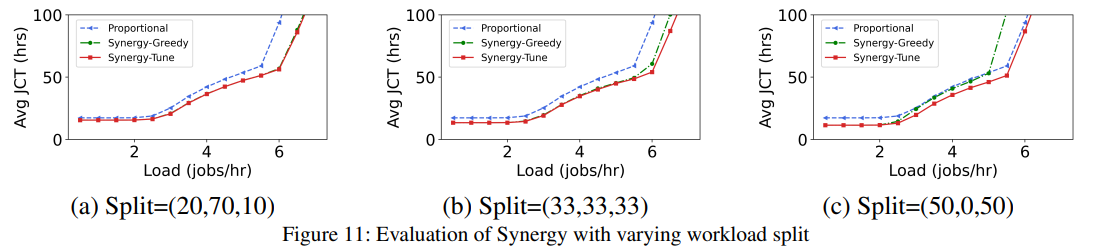 100
50
0
Avg JCT (hrs)
Proportional
Synergy-Greedy
Synergy-Tune
2 4 6
Load (jobs/hr)
(a) Split=(20,70,10)
100
50
0
Avg JCT (hrs)
Proportional
Synergy-Greedy
Synergy-Tune
2 4 6
Load (jobs/hr)
(b) Split=(33,33,33)
100
50
0
Avg JCT (hrs)
Proportional
Synergy-Greedy
Synergy-Tune
2 4 6
Load (jobs/hr)
(c) Split=(50,0,50)
Figure 11: Evaluation of Synergy with varying workload split